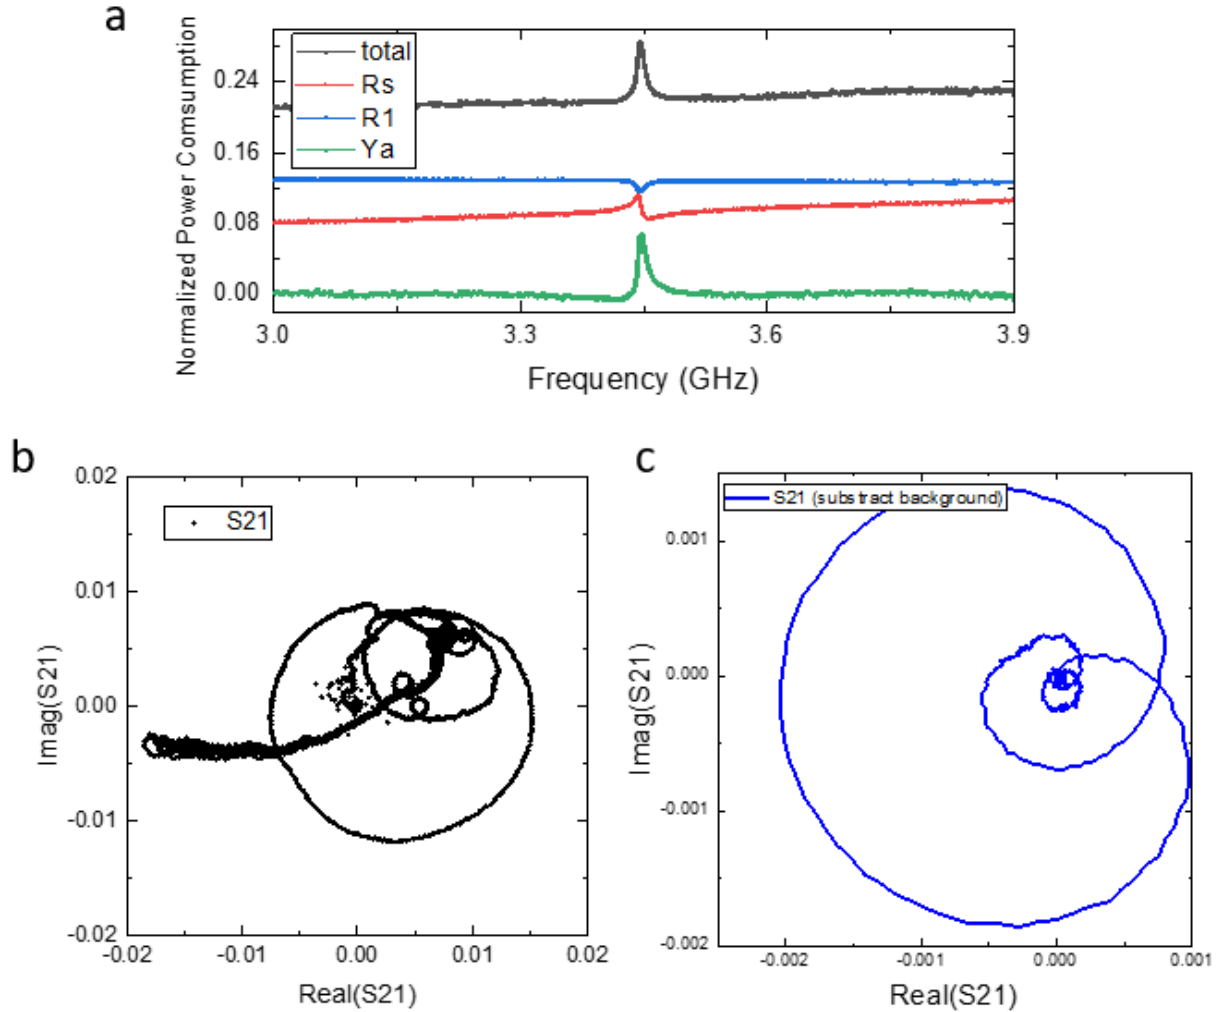 a
Normalized Power Comsumption
0.24
0.16
0.08
0.00
total
Rs
R1
Ya
3.0
3.3
3.6
3.9
Frequency (GHz)
b
Imag(S21)
0.02
0.01
0.00
-0.01
-0.02
S21
-0.02
-0.01
0.00
0.01
0.02
Real(S21)
c
Imag(S21)
0.001
0.000
-0.001
-0.002
S21 (substract background)
-0.002
-0.001
0.000
0.001
Real(S21)